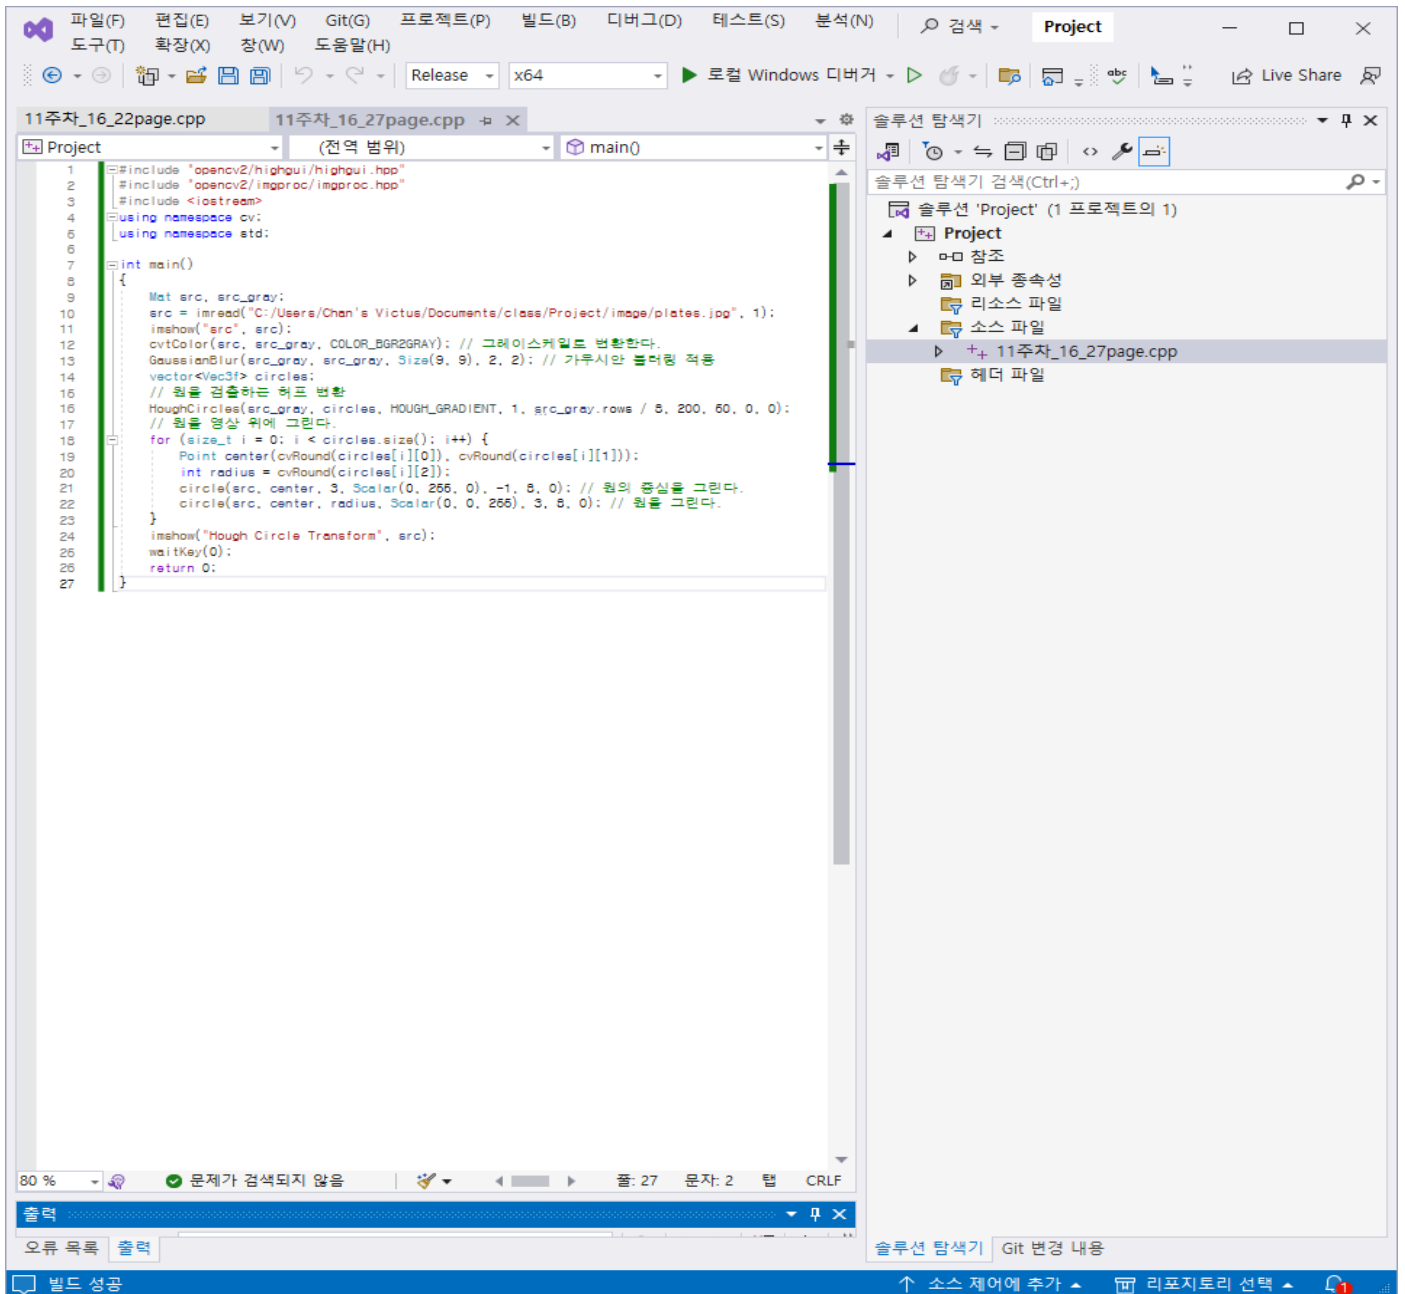 파일(F) 편집(E) 보기(V) Git(G) 프로젝트(P) 빌드(B) 디버그(D) 테스트(S) 분석(N) 검색 Project
도구(T) 확장(X) 창(W) 도움말(H)
Release x64 로컬 Windows 디버거 Live Share
11주차_16_22page.cpp 11주차_16_27page.cpp
Project (전역 범위) main()
1 #include "opencv2/highgui/highgui.hpp"
2 #include "opencv2/imgproc/imgproc.hpp"
3 #include <iostream>
4 using namespace cv;
5 using namespace std;
6
7 int main()
8 {
9 Mat src, src_gray;
10 src = imread("C:/Users/Chan's Victus/Documents/class/Project/image/plates.jpg", 1);
11 imshow("src", src);
12 cvtColor(src, src_gray, COLOR_BGR2GRAY); // 그레이스케일로 변환한다.
13 GaussianBlur(src_gray, src_gray, Size(9, 9), 2, 2); // 가우시안 블러링 적용
14 vector<Vec3f> circles;
15 // 원을 검출하는 허프 변환
16 HoughCircles(src_gray, circles, HOUGH_GRADIENT, 1, src_gray.rows / 8, 200, 50, 0, 0);
17 // 원을 영상 위에 그린다.
18 for (size_t i = 0; i < circles.size(); i++) {
19 Point center(cvRound(circles[i][0]), cvRound(circles[i][1]));
20 int radius = cvRound(circles[i][2]);
21 circle(src, center, 3, Scalar(0, 255, 0), -1, 8, 0); // 원의 중심을 그린다.
22 circle(src, center, radius, Scalar(0, 0, 255), 3, 8, 0); // 원을 그린다.
23 }
24 imshow("Hough Circle Transform", src);
25 waitKey(0);
26 return 0;
27 }
80 % 문제가 검색되지 않음 줄: 27 문자: 2 탭 CRLF
출력
오류 목록 출력
빌드 성공
솔루션 탐색기
솔루션 탐색기 검색(Ctrl+;)
솔루션 'Project' (1 프로젝트의 1)
Project
참조
외부 종속성
리소스 파일
소스 파일
11주차_16_27page.cpp
헤더 파일
솔루션 탐색기 Git 변경 내용
소스 제어에 추가 리포지토리 선택 1